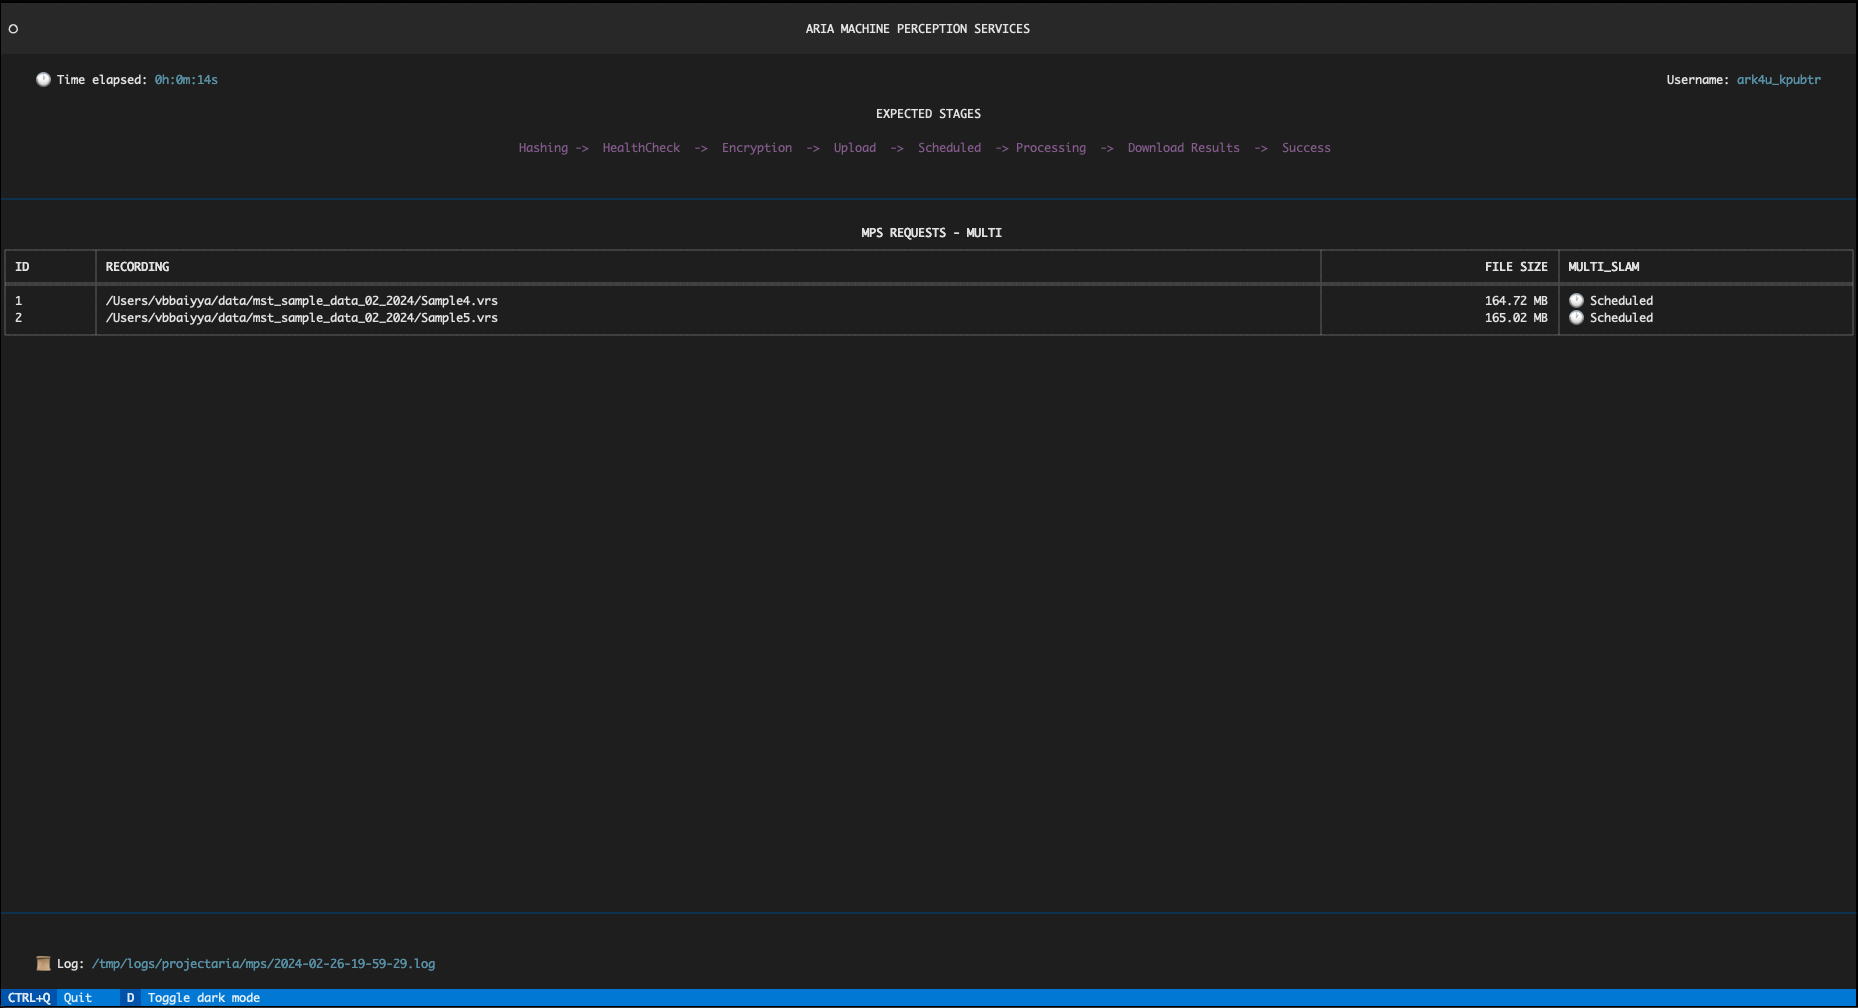 ARIA MACHINE PERCEPTION SERVICES
Time elapsed: 0h:0m:14s Username: ark4u_kpubtr
EXPECTED STAGES
Hashing -> HealthCheck -> Encryption -> Upload -> Scheduled -> Processing -> Download Results -> Success
MPS REQUESTS - MULTI
ID RECORDING FILE SIZE MULTI_SLAM
1 /Users/vbbaiyya/data/mst_sample_data_02_2024/Sample4.vrs 164.72 MB Scheduled
2 /Users/vbbaiyya/data/mst_sample_data_02_2024/Sample5.vrs 165.02 MB Scheduled
Log: /tmp/logs/projectaria/mps/2024-02-26-19-59-29.log
CTRL+Q Quit D Toggle dark mode